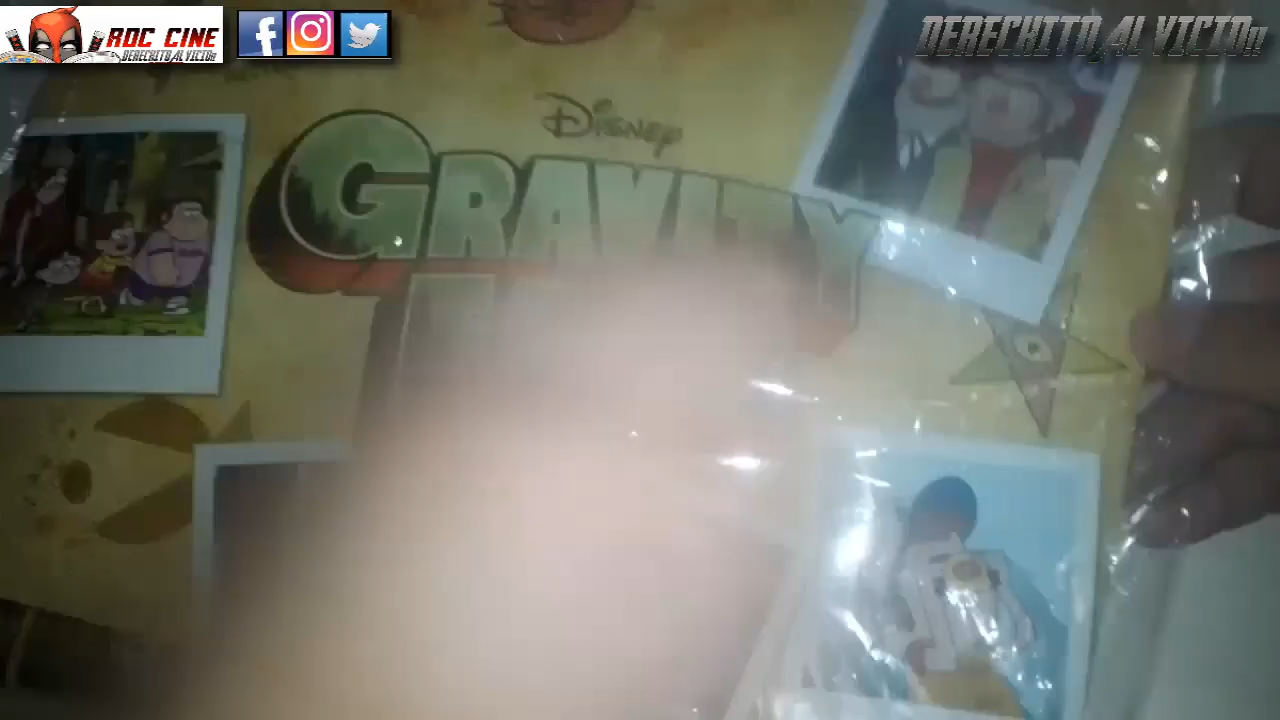 ROC CINE
DERECHITO AL VICIO!!
DERECHITO AL VICIO!!
Disney
GRAVITY